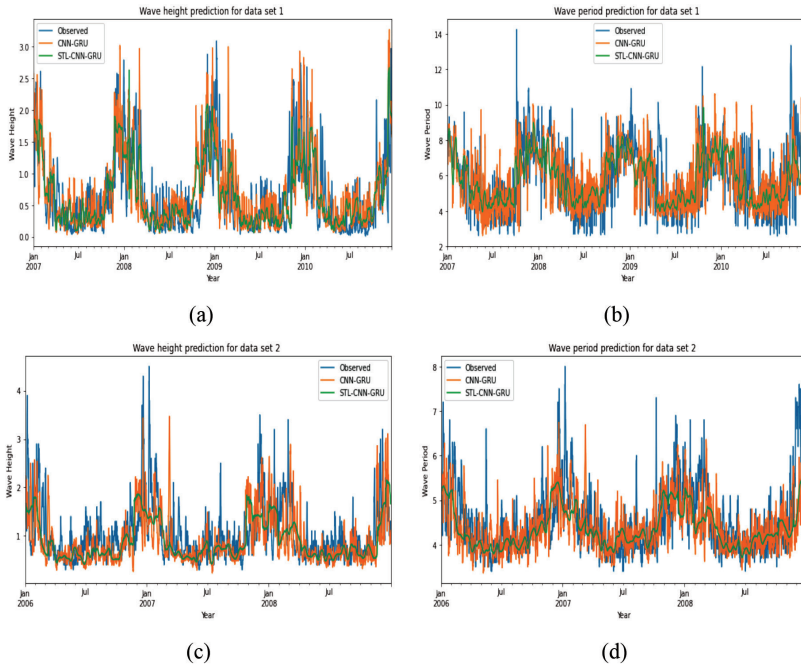 Wave height prediction for data set 1
Observed
CNN-GRU
STL-CNN-GRU
Wave Height
3.0
2.5
2.0
1.5
1.0
0.5
0.0
Jan Jul Jan Jul Jan Jul Jan Jul
2007 2008 2009 2010
Year
(a)
Wave period prediction for data set 1
Observed
CNN-GRU
STL-CNN-GRU
Wave Period
14
12
10
8
6
4
2
Jan Jul Jan Jul Jan Jul Jan Jul
2007 2008 2009 2010
Year
(b)
Wave height prediction for data set 2
Observed
CNN-GRU
STL-CNN-GRU
Wave Height
4
3
2
1
Jan Jul Jan Jul Jan Jul
2006 2007 2008
Year
(c)
Wave period prediction for data set 2
Observed
CNN-GRU
STL-CNN-GRU
Wave Period
8
7
6
5
4
Jan Jul Jan Jul Jan Jul
2006 2007 2008
Year
(d)